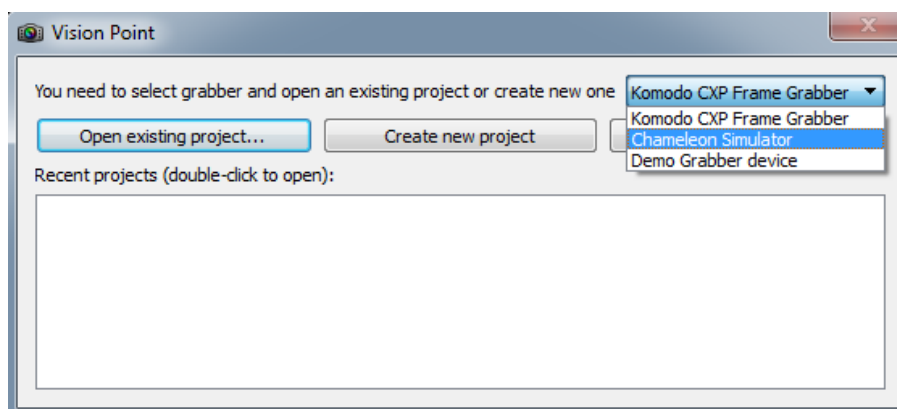 Vision Point
You need to select grabber and open an existing project or create new one
Komodo CXP Frame Grabber
Komodo CXP Frame Grabber
Chameleon Simulator
Demo Grabber device
Open existing project...
Create new project
Recent projects (double-click to open):